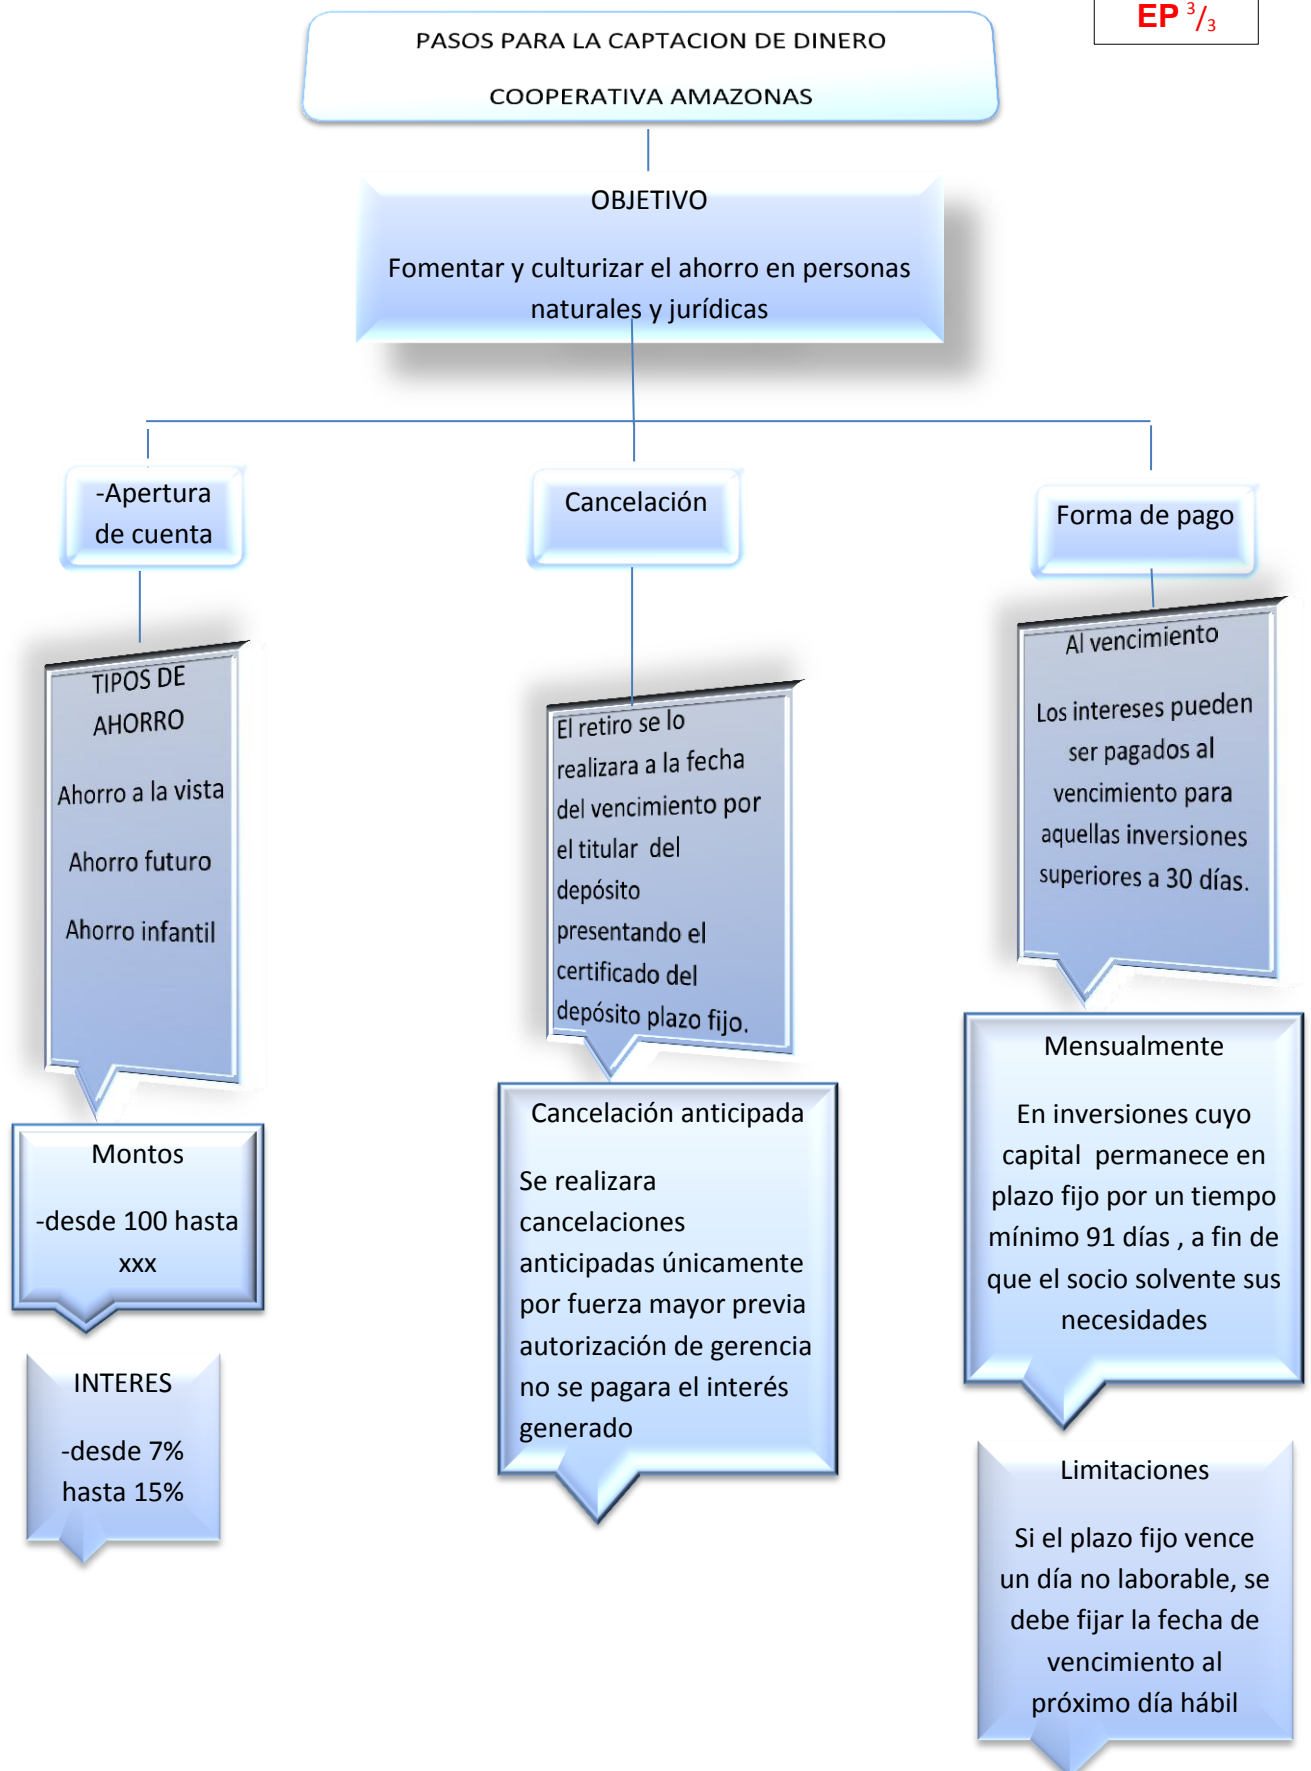 EP 3/3
PASOS PARA LA CAPTACION DE DINERO
COOPERATIVA AMAZONAS
OBJETIVO
Fomentar y culturizar el ahorro en personas
naturales y jurídicas
-Apertura
de cuenta
TIPOS DE
AHORRO
Ahorro a la vista
Ahorro futuro
Ahorro infantil
Montos
-desde 100 hasta
xxx
INTERES
-desde 7%
hasta 15%
Cancelación
El retiro se lo
realizara a la fecha
del vencimiento por
el titular del
depósito
presentando el
certificado del
depósito plazo fijo.
Cancelación anticipada
Se realizara
cancelaciones
anticipadas únicamente
por fuerza mayor previa
autorización de gerencia
no se pagara el interés
generado
Forma de pago
Al vencimiento
Los intereses pueden
ser pagados al
vencimiento para
aquellas inversiones
superiores a 30 días.
Mensualmente
En inversiones cuyo
capital permanece en
plazo fijo por un tiempo
mínimo 91 días , a fin de
que el socio solvente sus
necesidades
Limitaciones
Si el plazo fijo vence
un día no laborable, se
debe fijar la fecha de
vencimiento al
próximo día hábil